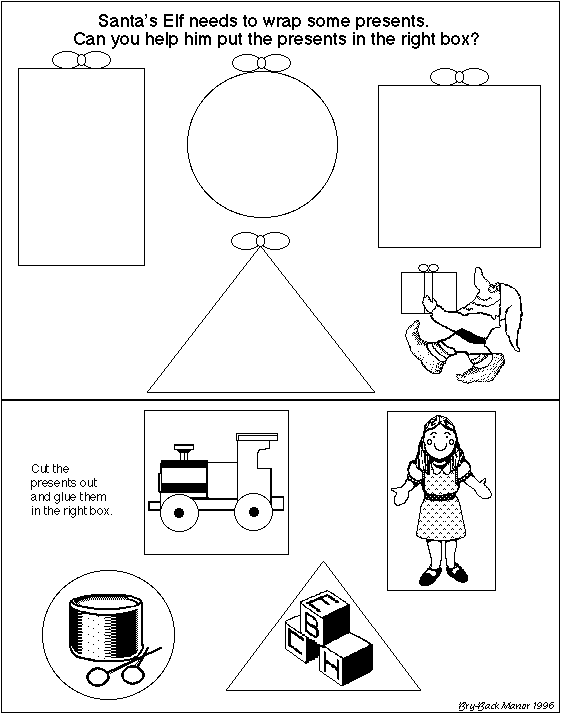 Santa's Elf needs to wrap some presents.
Can you help him put the presents in the right box?
Cut the
presents out
and glue them
in the right box.
E
B
C H
Bry-Back Manor 1996